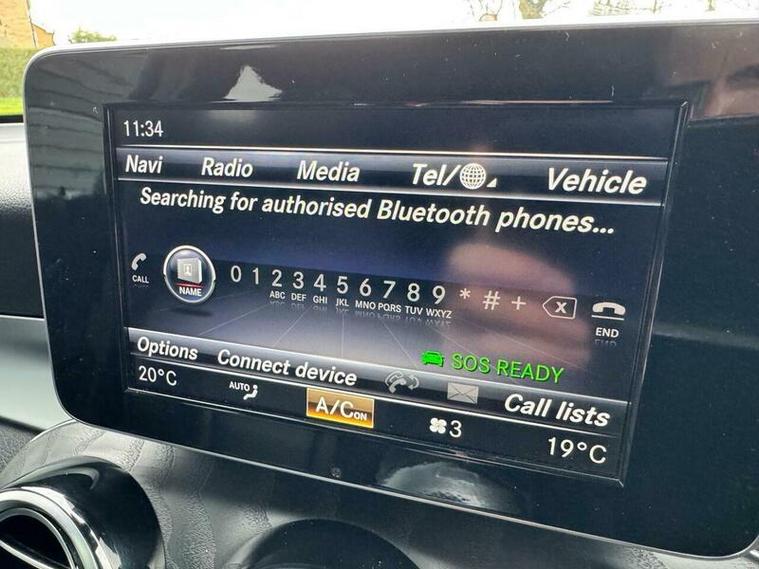 11:34
Navi Radio Media Tel/ Vehicle
Searching for authorised Bluetooth phones...
CALL NAME 0 1 2 3 4 5 6 7 8 9 * # + X END
ABC DEF GHI JKL MNO PQRS TUV WXYZ
SOS READY
Options Connect device Call lists
20°C AUTO A/C ON 3 19°C